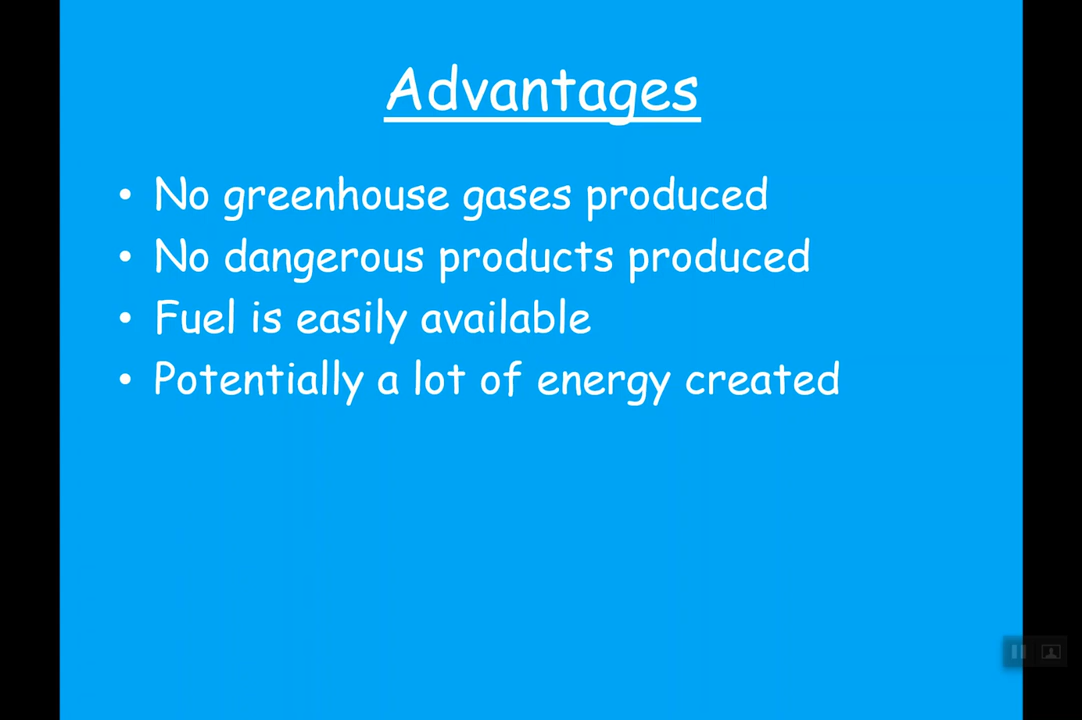 Advantages
• No greenhouse gases produced
• No dangerous products produced
• Fuel is easily available
• Potentially a lot of energy created